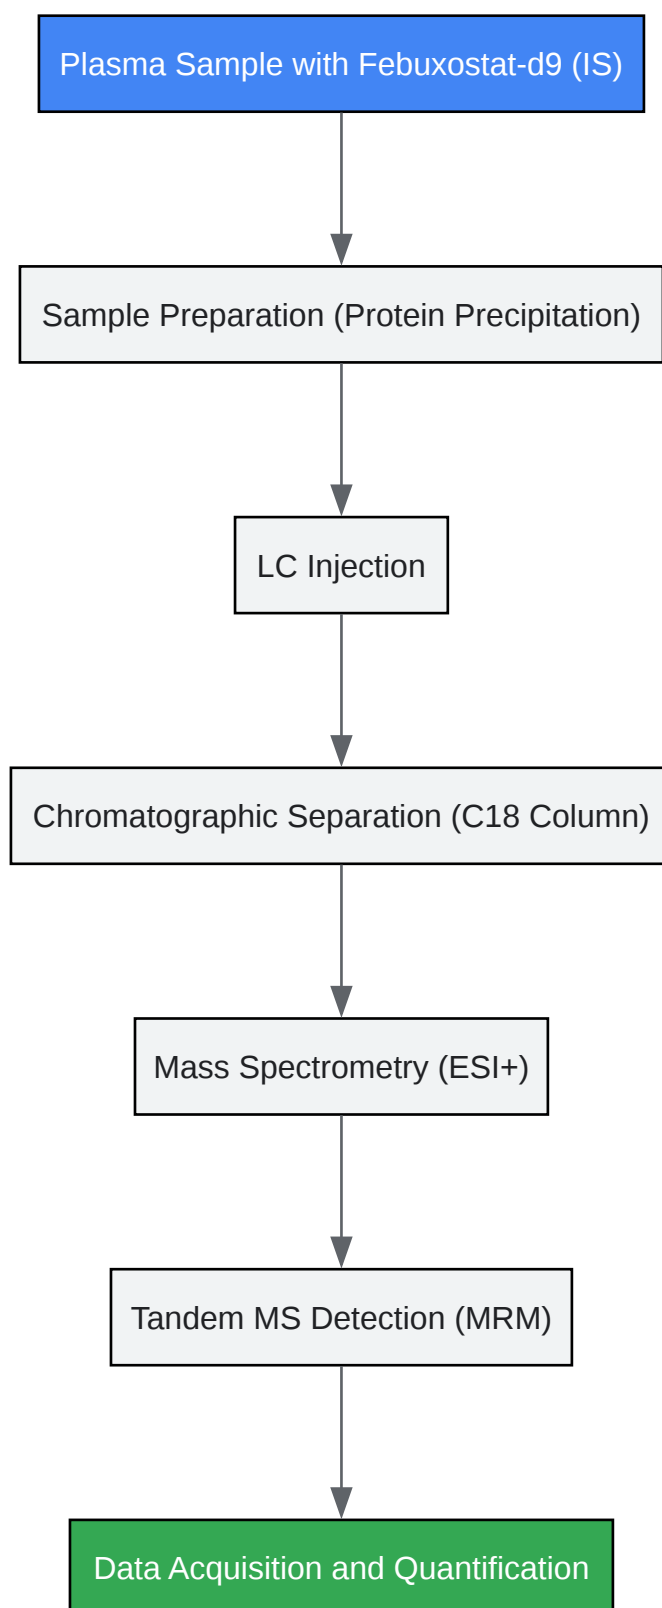 Plasma Sample with Febuxostat-d9 (IS)
Sample Preparation (Protein Precipitation)
LC Injection
Chromatographic Separation (C18 Column)
Mass Spectrometry (ESI+)
Tandem MS Detection (MRM)
Data Acquisition and Quantification